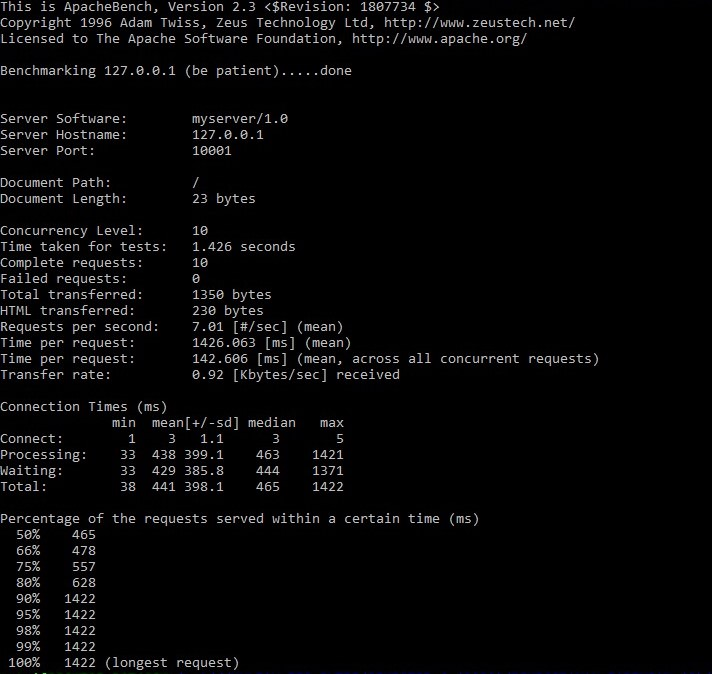 This is ApacheBench, Version 2.3 <$Revision: 1807734 $>
Copyright 1996 Adam Twiss, Zeus Technology Ltd, http://www.zeustech.net/
Licensed to The Apache Software Foundation, http://www.apache.org/

Benchmarking 127.0.0.1 (be patient).....done


Server Software:        myserver/1.0
Server Hostname:        127.0.0.1
Server Port:            10001

Document Path:          /
Document Length:        23 bytes

Concurrency Level:      10
Time taken for tests:   1.426 seconds
Complete requests:      10
Failed requests:        0
Total transferred:      1350 bytes
HTML transferred:       230 bytes
Requests per second:    7.01 [#/sec] (mean)
Time per request:       1426.063 [ms] (mean)
Time per request:       142.606 [ms] (mean, across all concurrent requests)
Transfer rate:          0.92 [Kbytes/sec] received

Connection Times (ms)
              min  mean[+/-sd] median   max
Connect:        1    3   1.1      3       5
Processing:    33  438 399.1    463    1421
Waiting:       33  429 385.8    444    1371
Total:         38  441 398.1    465    1422

Percentage of the requests served within a certain time (ms)
  50%    465
  66%    478
  75%    557
  80%    628
  90%   1422
  95%   1422
  98%   1422
  99%   1422
 100%   1422 (longest request)